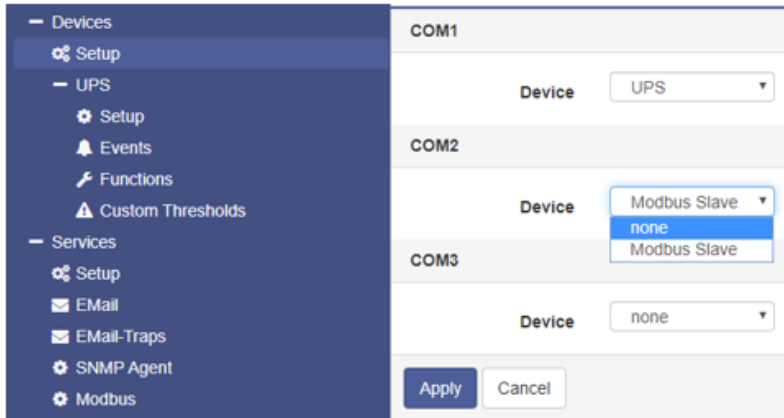 Devices
Setup
UPS
Setup
Events
Functions
Custom Thresholds
Services
Setup
EMail
EMail-Traps
SNMP Agent
Modbus
COM1
Device UPS
COM2
Device Modbus Slave
none
Modbus Slave
COM3
Device none
Apply Cancel